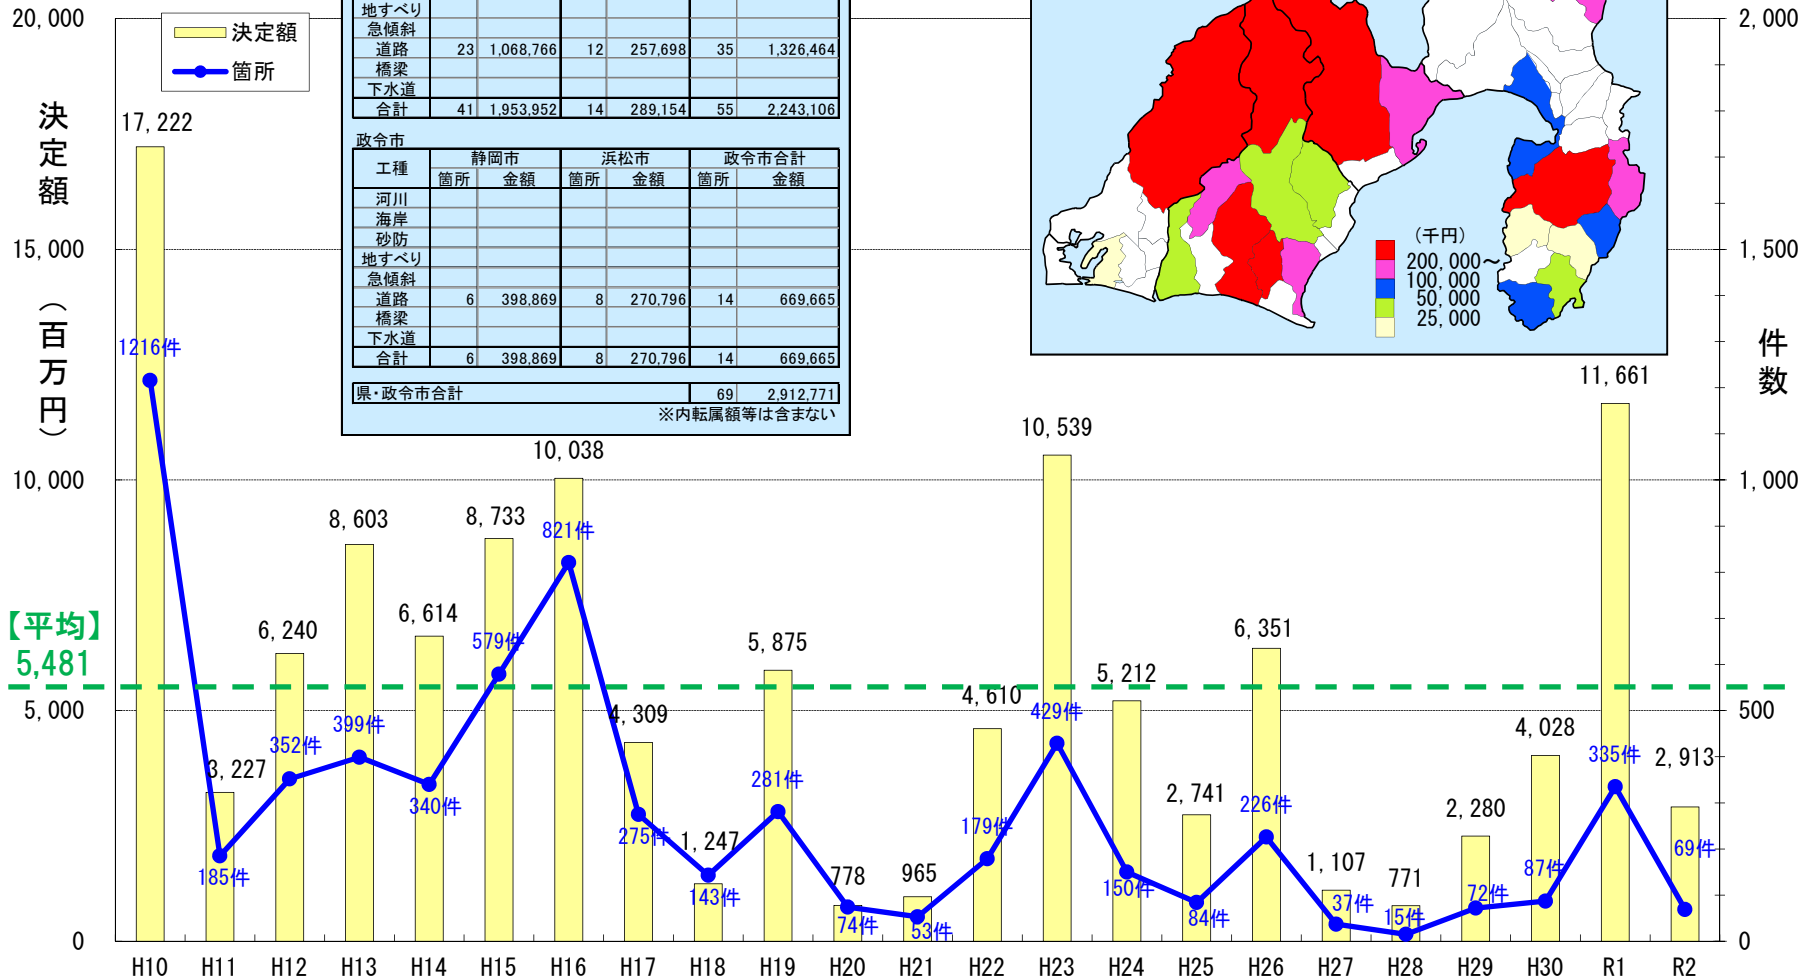 20,000
15,000
10,000
5,000
0
決定額
（百万円）
【平均】
5,481
決定額
箇所
地すべり
急傾斜
道路 23 1,068,766 12 257,698 35 1,326,464
橋梁
下水道
合計 41 1,953,952 14 289,154 55 2,243,106
政令市
工種 静岡市 浜松市 政令市合計
箇所 金額 箇所 金額 箇所 金額
河川
海岸
砂防
地すべり
急傾斜
道路 6 398,869 8 270,796 14 669,665
橋梁
下水道
合計 6 398,869 8 270,796 14 669,665
県・政令市合計 69 2,912,771
※内転属額等は含まない
（千円）
200,000～
100,000
50,000
25,000
2,000
1,500
1,000
500
0
件数
17,222
3,227
6,240
8,603
6,614
8,733
10,038
4,309
1,247
5,875
778
965
4,610
10,539
5,212
2,741
6,351
1,107
771
2,280
4,028
11,661
2,913
1216件
185件
352件
399件
340件
579件
821件
275件
143件
281件
74件
53件
179件
429件
150件
84件
226件
37件
15件
72件
87件
335件
69件
H10 H11 H12 H13 H14 H15 H16 H17 H18 H19 H20 H21 H22 H23 H24 H25 H26 H27 H28 H29 H30 R1 R2